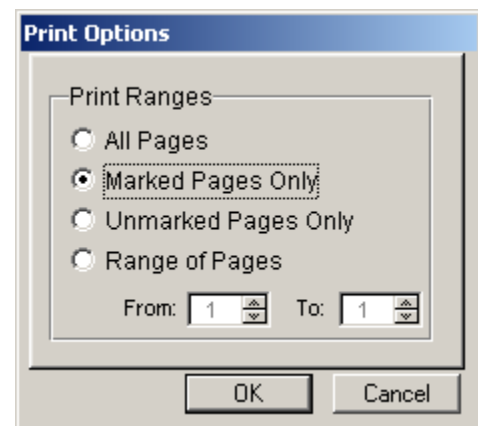 Print Options
Print Ranges
All Pages
Marked Pages Only
Unmarked Pages Only
Range of Pages
From: 1 To: 1
OK Cancel